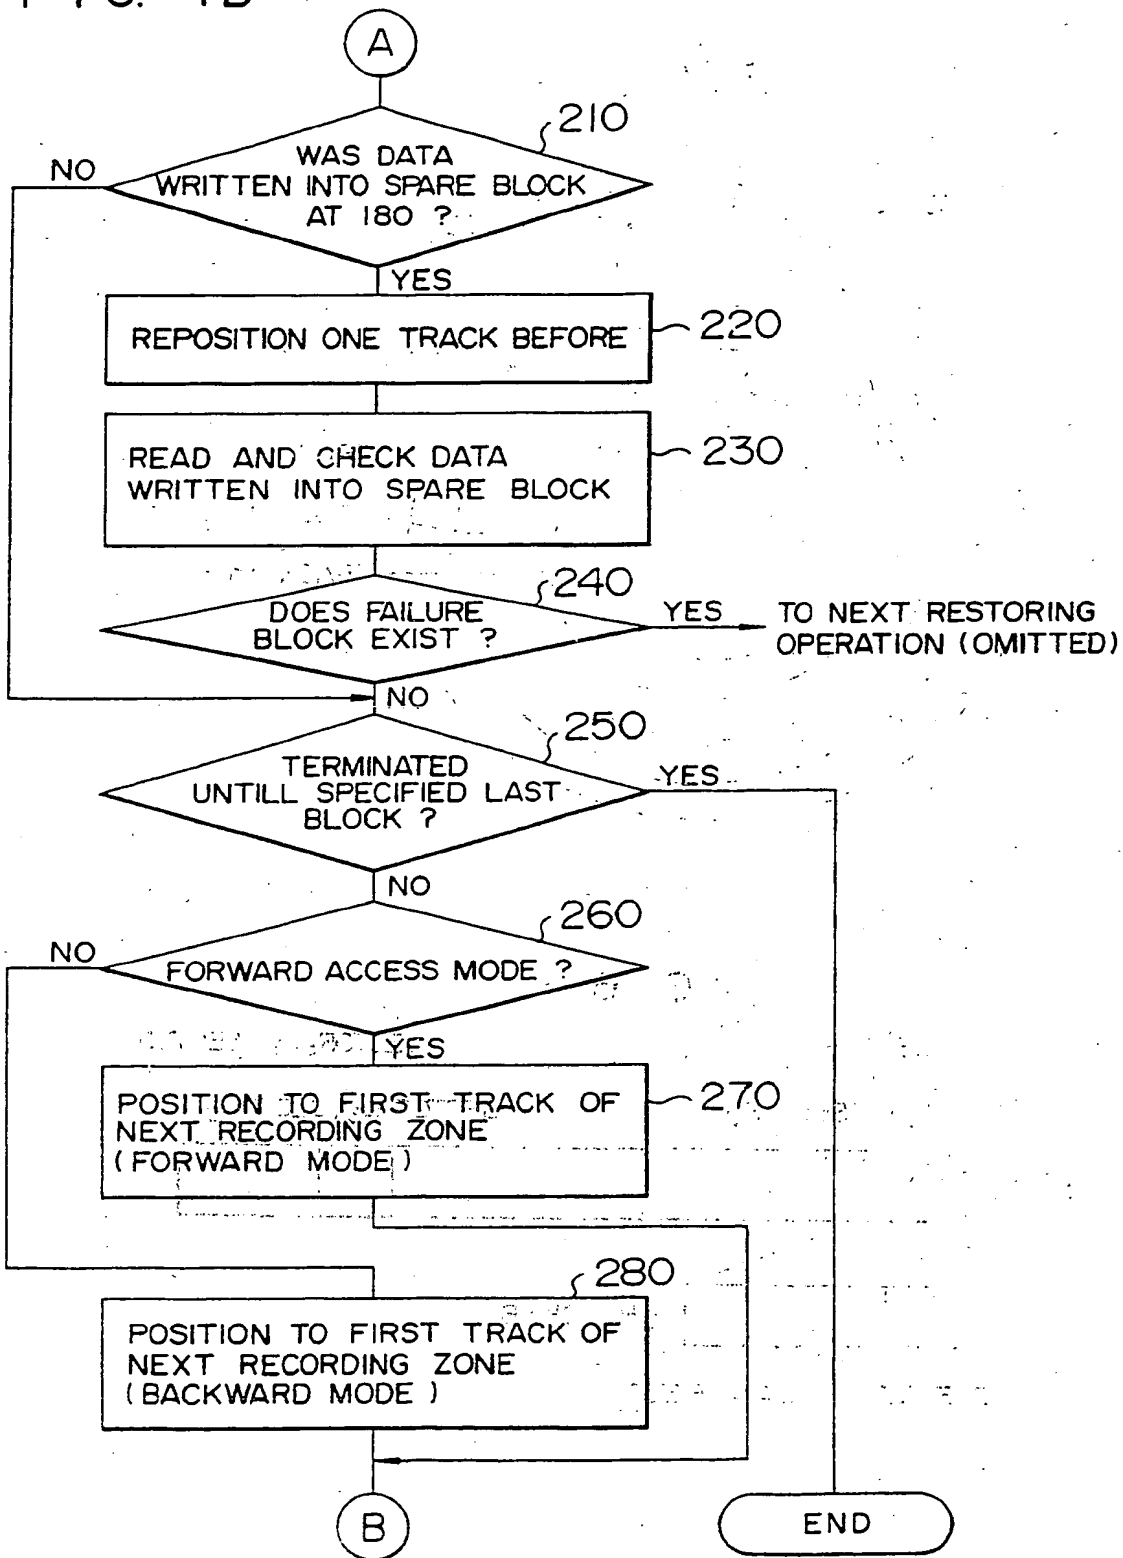 A
210
WAS DATA
NO
WRITTEN INTO SPARE BLOCK
AT 180 ?
YES
REPOSITION ONE TRACK BEFORE
220
READ AND CHECK DATA
WRITTEN INTO SPARE BLOCK
230
240
DOES FAILURE
BLOCK EXIST ?
YES
TO NEXT RESTORING
OPERATION (OMITTED)
NO
250
TERMINATED
UNTILL SPECIFIED LAST
BLOCK ?
YES
NO
260
NO
FORWARD ACCESS MODE ?
YES
POSITION TO FIRST TRACK OF
NEXT RECORDING ZONE
(FORWARD MODE)
270
280
POSITION TO FIRST TRACK OF
NEXT RECORDING ZONE
(BACKWARD MODE)
B
END